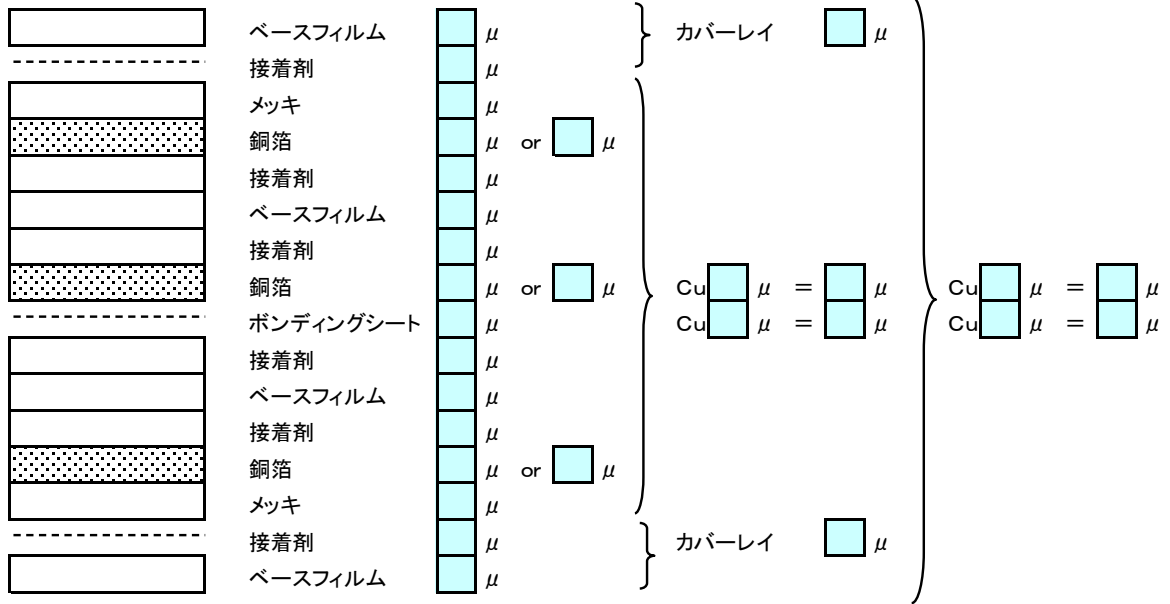 ベースフィルム μ カバーレイ μ
接着剤 μ
メッキ μ
銅箔 μ or μ
接着剤 μ
ベースフィルム μ
接着剤 μ
銅箔 μ or μ Cu μ = μ Cu μ = μ
ボンディングシート μ Cu μ = μ Cu μ = μ
接着剤 μ
ベースフィルム μ
接着剤 μ
銅箔 μ or μ
メッキ μ
接着剤 μ カバーレイ μ
ベースフィルム μ